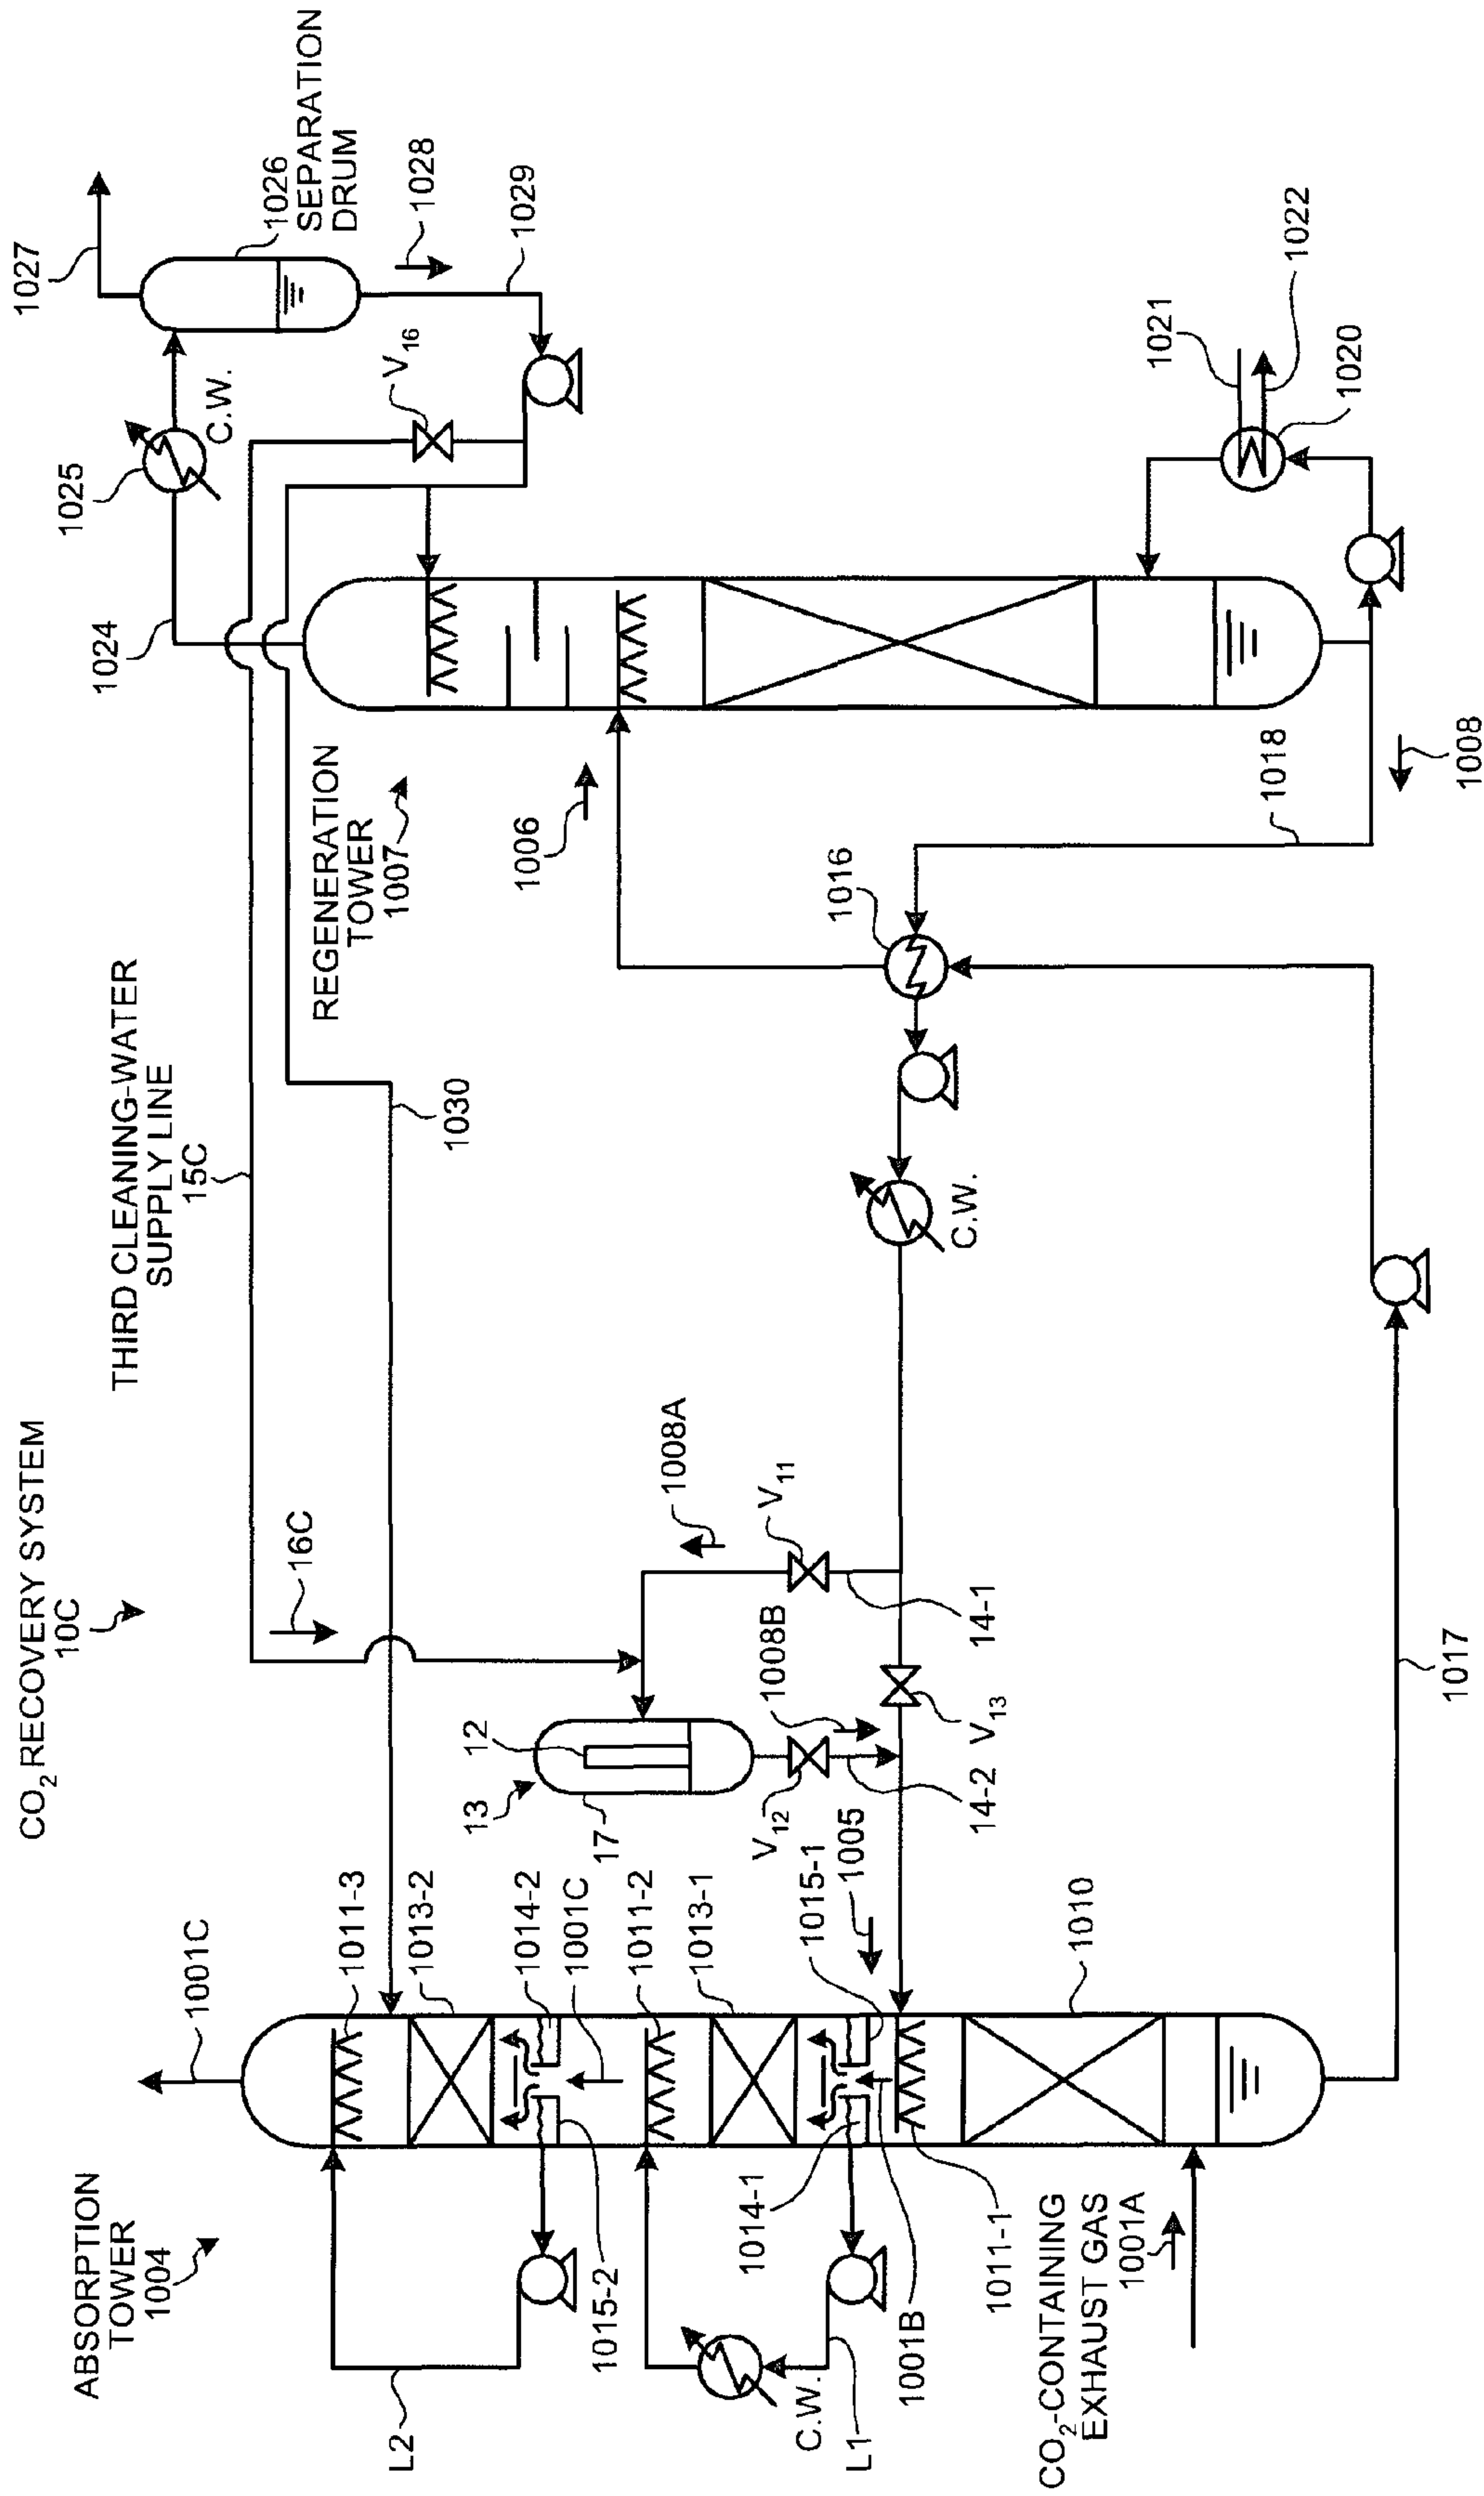 CO2 RECOVERY SYSTEM
10C
THIRD CLEANING-WATER
SUPPLY LINE
15C
ABSORPTION
TOWER
1004
REGENERATION
TOWER
1007
1027
1026
SEPARATION
DRUM
1028
1029
V16
C.W.
1025
1024
1021
1022
1020
1006
1018
1008
1016
1030
C.W.
16C
1008A
V11
14-1
1008B
V13
12
13
17
V12
14-2
1005
1017
1001C
1011-3
1013-2
1014-2
1001C
1011-2
1013-1
1015-1
1010
L2
1015-2
1014-1
1011-1
1001B
C.W.
L1
CO2-CONTAINING
EXHAUST GAS
1001A